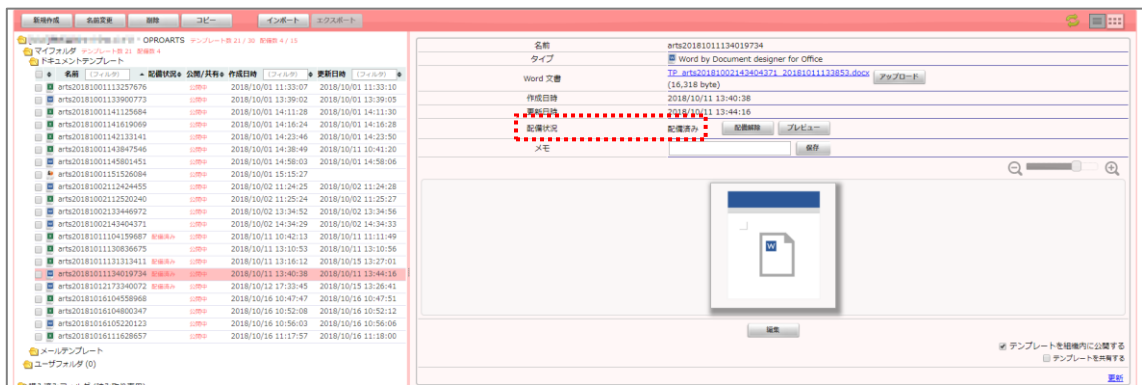 新規作成 名前変更 削除 コピー インポート エクスポート
OPROARTS テンプレート数 21 / 30 配備数 4 / 15
マイフォルダ テンプレート数 21 配備数 4
ドキュメントテンプレート
名前 (フィルタ) 配備状況 公開/共有 作成日時 (フィルタ) 更新日時 (フィルタ)
arts20181001113257676 公開中 2018/10/01 11:33:07 2018/10/01 11:33:10
arts20181001133900773 公開中 2018/10/01 13:39:02 2018/10/01 13:39:05
arts20181001141125684 公開中 2018/10/01 14:11:28 2018/10/01 14:11:30
arts20181001141619069 公開中 2018/10/01 14:16:24 2018/10/01 14:16:28
arts20181001142133141 公開中 2018/10/01 14:23:46 2018/10/01 14:23:50
arts20181001143847546 公開中 2018/10/01 14:38:49 2018/10/11 10:41:20
arts20181001145801451 公開中 2018/10/01 14:58:03 2018/10/01 14:58:06
arts20181001151526084 公開中 2018/10/01 15:15:27
arts20181002112424455 公開中 2018/10/02 11:24:25 2018/10/02 11:24:28
arts20181002112520240 公開中 2018/10/02 11:25:24 2018/10/02 11:25:27
arts20181002133446972 公開中 2018/10/02 13:34:52 2018/10/02 13:34:56
arts20181002143404371 公開中 2018/10/02 14:34:29 2018/10/02 14:34:33
arts20181011104159687 配備済み 公開中 2018/10/11 10:42:13 2018/10/11 11:11:49
arts20181011130836675 公開中 2018/10/11 13:10:53 2018/10/11 13:10:56
arts20181011131313411 配備済み 公開中 2018/10/11 13:16:12 2018/10/15 13:27:01
arts20181011134019734 配備済み 公開中 2018/10/11 13:40:38 2018/10/11 13:44:16
arts20181012173340072 配備済み 公開中 2018/10/12 17:33:45 2018/10/15 13:26:41
arts20181016104558968 公開中 2018/10/16 10:47:47 2018/10/16 10:47:51
arts20181016104800347 公開中 2018/10/16 10:52:08 2018/10/16 10:52:12
arts20181016105220123 公開中 2018/10/16 10:56:03 2018/10/16 10:56:06
arts20181016111628657 公開中 2018/10/16 11:17:57 2018/10/16 11:18:00
メールテンプレート
ユーザフォルダ (0)
名前 arts20181011134019734
タイプ Word by Document designer for Office
Word 文書 TP_arts20181002143404371_20181011133853.docx アップロード
(16,318 byte)
作成日時 2018/10/11 13:40:38
更新日時 2018/10/11 13:44:16
配備状況 配備済み 配備解除 プレビュー
メモ 保存
編集
テンプレートを組織内に公開する
テンプレートを共有する
更新